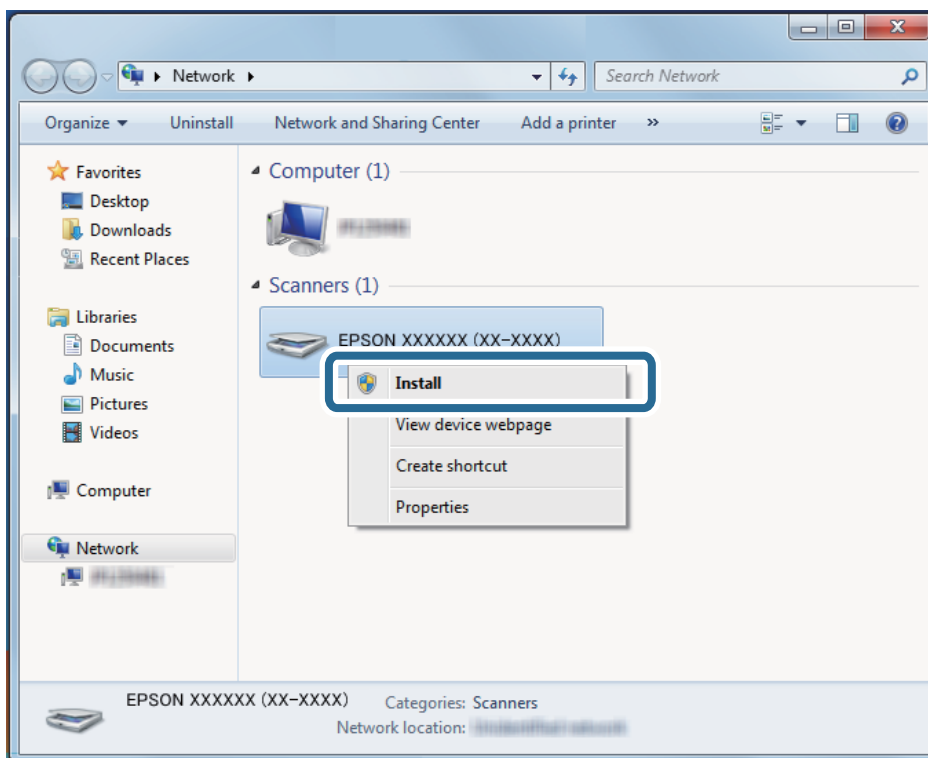 Network
Search Network
Organize
Uninstall
Network and Sharing Center
Add a printer
»
Favorites
Desktop
Downloads
Recent Places
Libraries
Documents
Music
Pictures
Videos
Computer
Network
Computer (1)
Scanners (1)
EPSON XXXXXX (XX-XXXX)
Install
View device webpage
Create shortcut
Properties
EPSON XXXXXX (XX-XXXX)
Categories: Scanners
Network location: